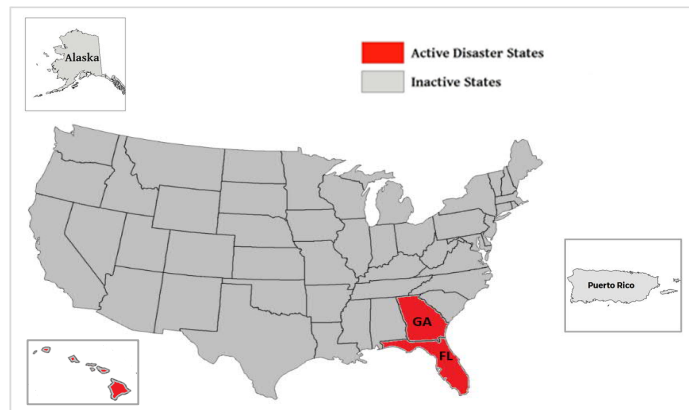 Alaska
Active Disaster States
Inactive States
Puerto Rico
GA
FL